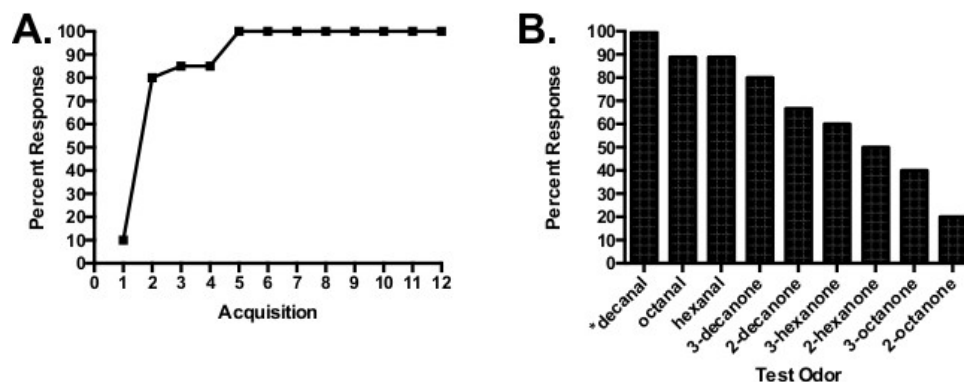 A.
Percent Response
100
90
80
70
60
50
40
30
20
10
0
0 1 2 3 4 5 6 7 8 9 10 11 12
Acquisition
B.
Percent Response
100
90
80
70
60
50
40
30
20
10
0
*decanal
octanal
hexanal
3-decanone
2-decanone
3-hexanone
2-hexanone
3-octanone
2-octanone
Test Odor